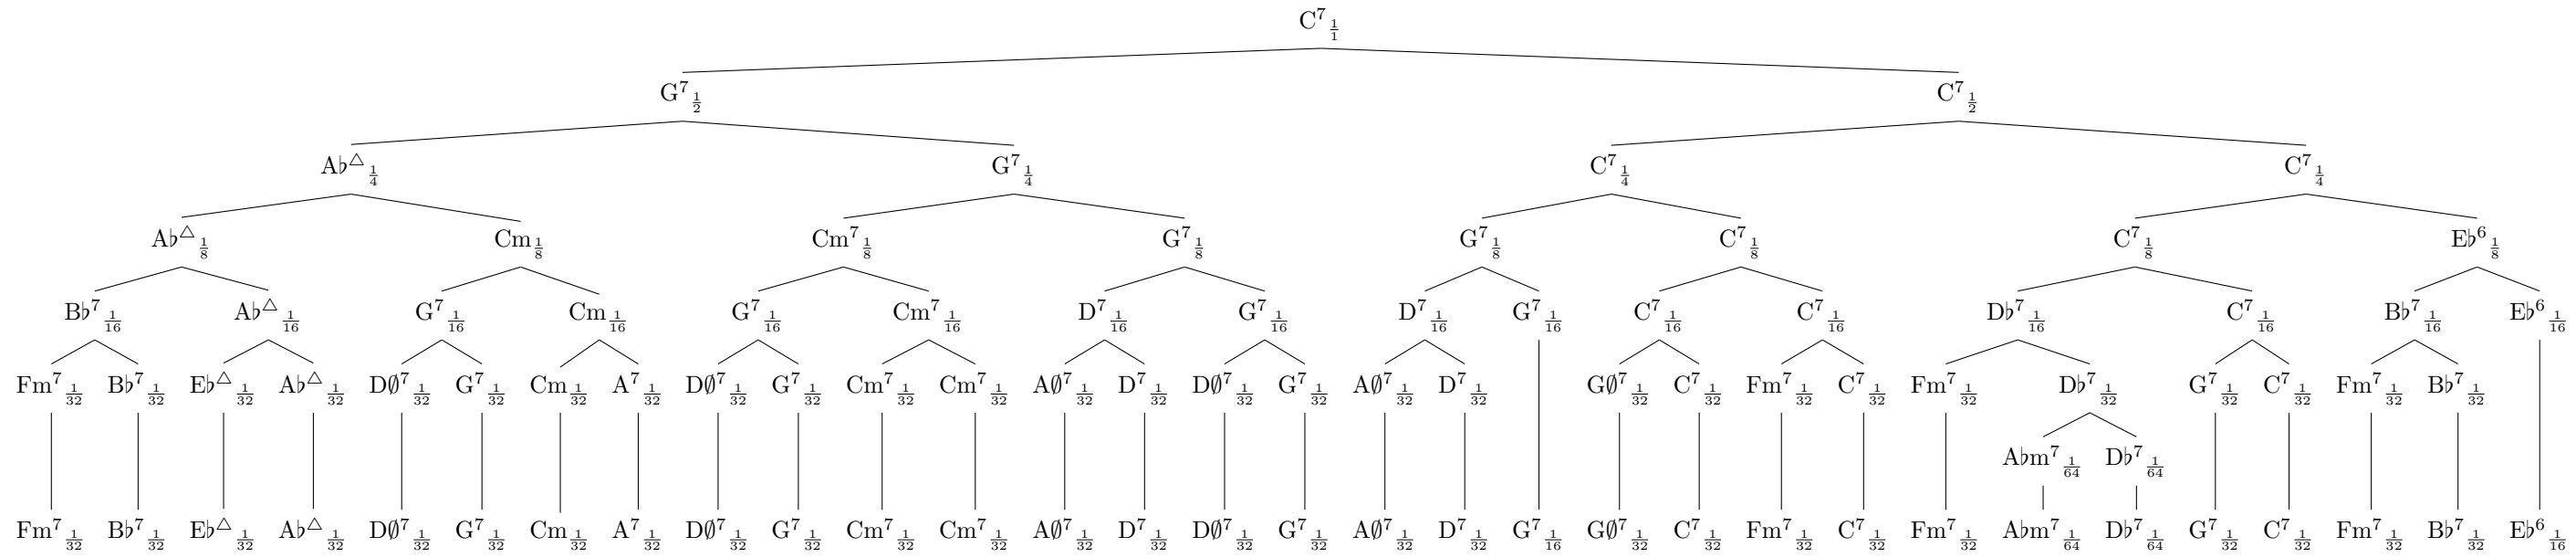 C⁷ 1/1
G⁷ 1/2 C⁷ 1/2
A♭△ 1/4 G⁷ 1/4 C⁷ 1/4 C⁷ 1/4
A♭△ 1/8 Cm 1/8 Cm⁷ 1/8 G⁷ 1/8 G⁷ 1/8 C⁷ 1/8 C⁷ 1/8 E♭⁶ 1/8
B♭⁷ 1/16 A♭△ 1/16 G⁷ 1/16 Cm 1/16 G⁷ 1/16 Cm⁷ 1/16 D⁷ 1/16 G⁷ 1/16 D⁷ 1/16 G⁷ 1/16 C⁷ 1/16 C⁷ 1/16 D♭⁷ 1/16 C⁷ 1/16 B♭⁷ 1/16 E♭⁶ 1/16
Fm⁷ 1/32 B♭⁷ 1/32 E♭△ 1/32 A♭△ 1/32 D∅⁷ 1/32 G⁷ 1/32 Cm 1/32 A⁷ 1/32 D∅⁷ 1/32 G⁷ 1/32 Cm⁷ 1/32 Cm⁷ 1/32 A∅⁷ 1/32 D⁷ 1/32 D∅⁷ 1/32 G⁷ 1/32 A∅⁷ 1/32 D⁷ 1/32 G∅⁷ 1/32 C⁷ 1/32 Fm⁷ 1/32 C⁷ 1/32 Fm⁷ 1/32 D♭⁷ 1/32 G⁷ 1/32 C⁷ 1/32 Fm⁷ 1/32 B♭⁷ 1/32
A♭m⁷ 1/64 D♭⁷ 1/64
Fm⁷ 1/32 B♭⁷ 1/32 E♭△ 1/32 A♭△ 1/32 D∅⁷ 1/32 G⁷ 1/32 Cm 1/32 A⁷ 1/32 D∅⁷ 1/32 G⁷ 1/32 Cm⁷ 1/32 Cm⁷ 1/32 A∅⁷ 1/32 D⁷ 1/32 D∅⁷ 1/32 G⁷ 1/32 A∅⁷ 1/32 D⁷ 1/32 G⁷ 1/16 G∅⁷ 1/32 C⁷ 1/32 Fm⁷ 1/32 C⁷ 1/32 Fm⁷ 1/32 A♭m⁷ 1/64 D♭⁷ 1/64 G⁷ 1/32 C⁷ 1/32 Fm⁷ 1/32 B♭⁷ 1/32 E♭⁶ 1/16